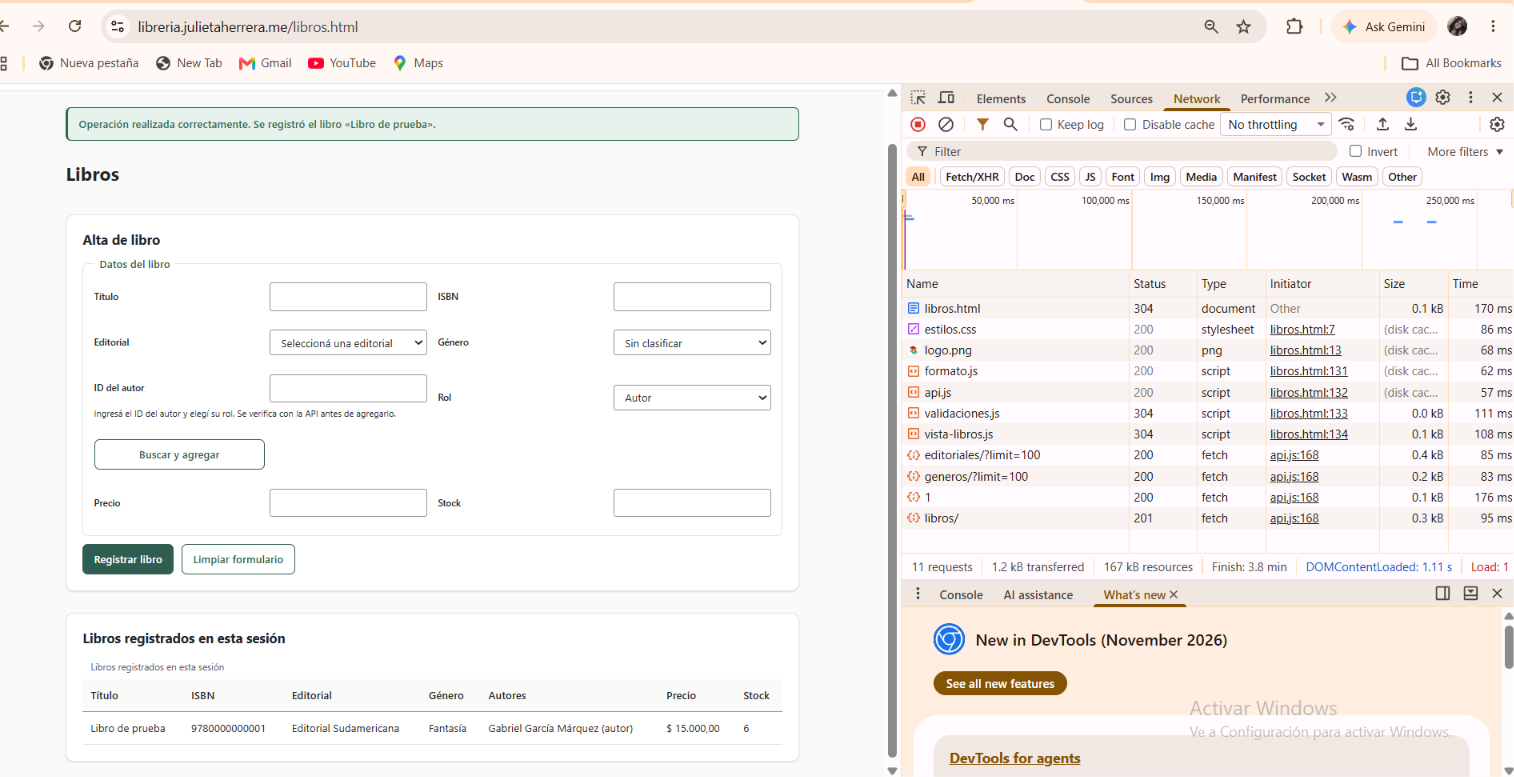 libreria.julietaherrera.me/libros.html
Ask Gemini
Nueva pestaña New Tab Gmail YouTube Maps All Bookmarks
Operación realizada correctamente. Se registró el libro «Libro de prueba».
Libros
Alta de libro
Datos del libro
Título ISBN
Editorial Seleccioná una editorial Género Sin clasificar
ID del autor Rol Autor
Ingresá el ID del autor y elegí su rol. Se verifica con la API antes de agregarlo.
Buscar y agregar
Precio Stock
Registrar libro Limpiar formulario
Libros registrados en esta sesión
Libros registrados en esta sesión
Título ISBN Editorial Género Autores Precio Stock
Libro de prueba 9780000000001 Editorial Sudamericana Fantasía Gabriel García Márquez (autor) $ 15.000,00 6
Elements Console Sources Network Performance
Keep log Disable cache No throttling
Filter Invert More filters
All Fetch/XHR Doc CSS JS Font Img Media Manifest Socket Wasm Other
50,000 ms 100,000 ms 150,000 ms 200,000 ms 250,000 ms
Name Status Type Initiator Size Time
libros.html 304 document Other 0.1 kB 170 ms
estilos.css 200 stylesheet libros.html:7 (disk cac... 86 ms
logo.png 200 png libros.html:13 (disk cac... 68 ms
formato.js 200 script libros.html:131 (disk cac... 62 ms
api.js 200 script libros.html:132 (disk cac... 57 ms
validaciones.js 304 script libros.html:133 0.0 kB 111 ms
vista-libros.js 304 script libros.html:134 0.1 kB 108 ms
editoriales/?limit=100 200 fetch api.js:168 0.4 kB 85 ms
generos/?limit=100 200 fetch api.js:168 0.2 kB 83 ms
1 200 fetch api.js:168 0.1 kB 176 ms
libros/ 201 fetch api.js:168 0.3 kB 95 ms
11 requests 1.2 kB transferred 167 kB resources Finish: 3.8 min DOMContentLoaded: 1.11 s Load: 1
Console AI assistance What's new
New in DevTools (November 2026)
See all new features
DevTools for agents
Activar Windows
Ve a Configuración para activar Windows.